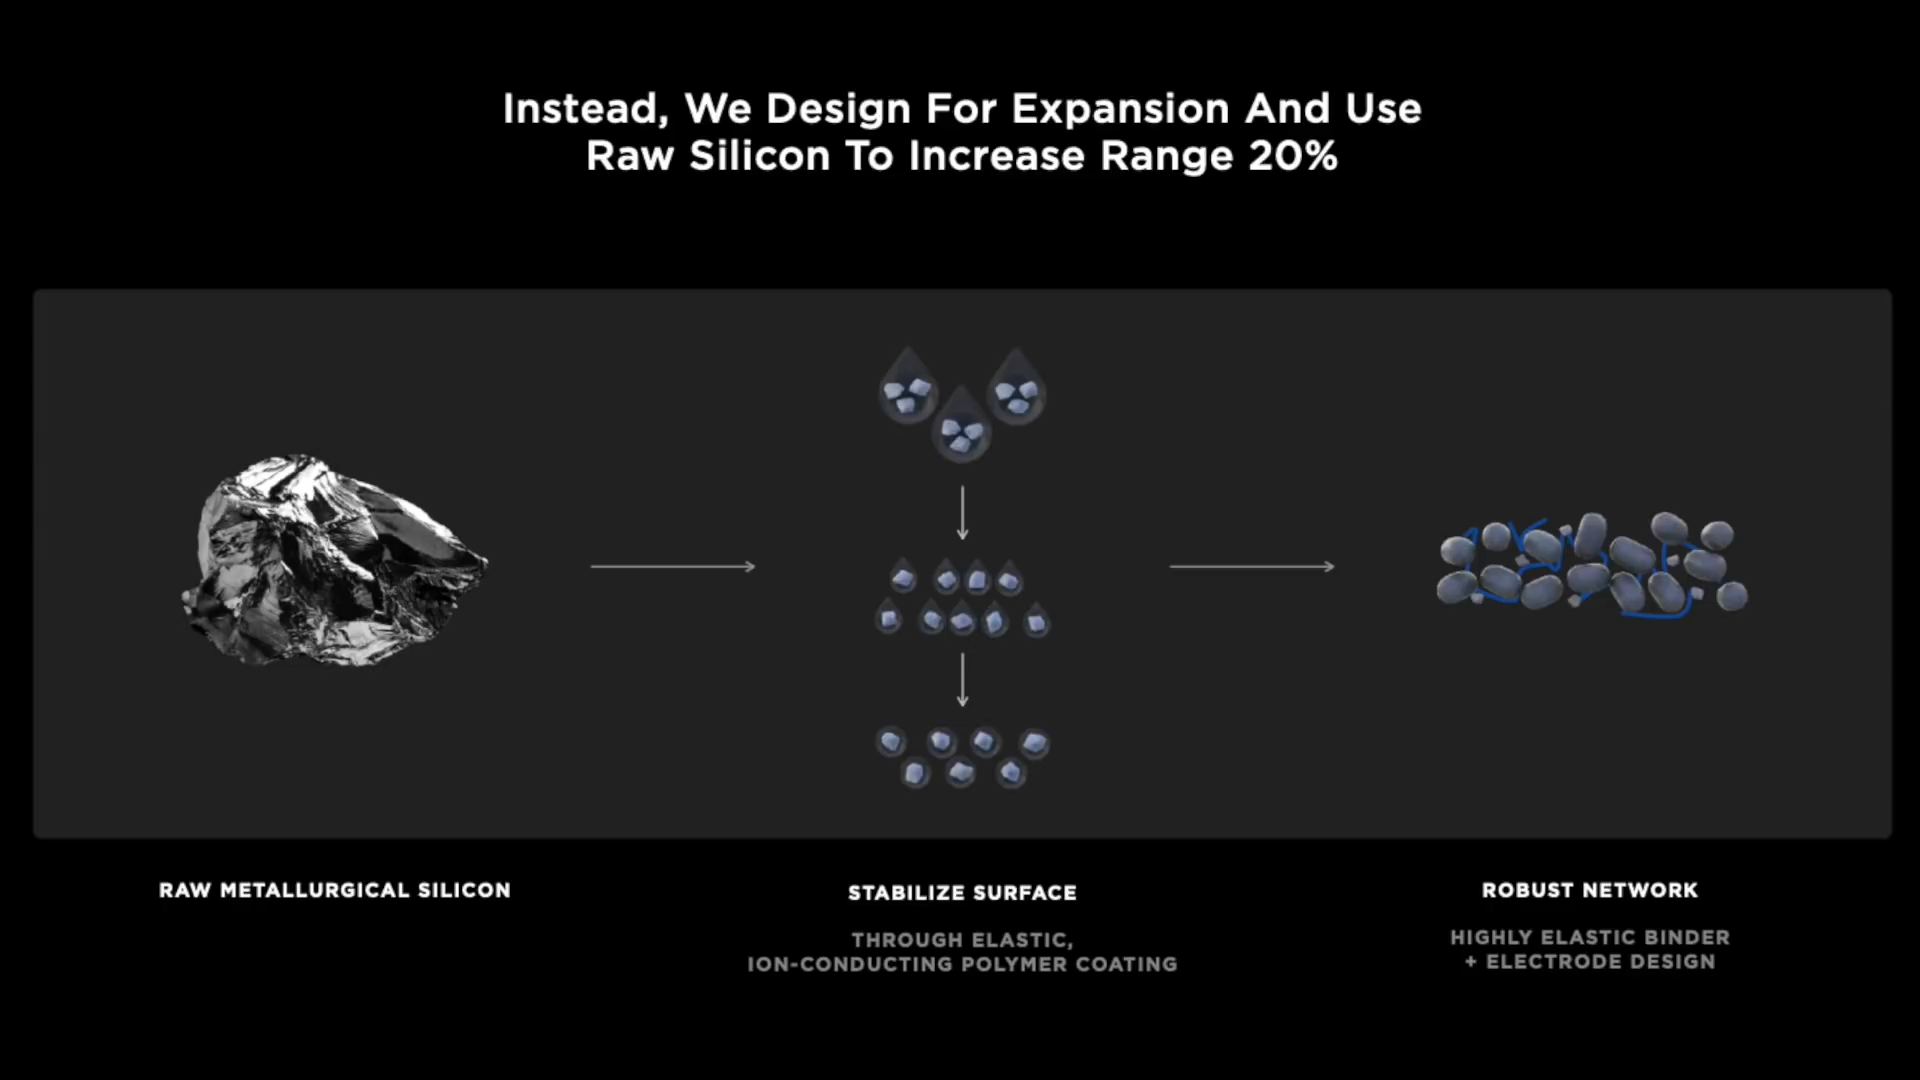 Instead, We Design For Expansion And Use
Raw Silicon To Increase Range 20%
RAW METALLURGICAL SILICON
STABILIZE SURFACE
THROUGH ELASTIC,
ION-CONDUCTING POLYMER COATING
ROBUST NETWORK
HIGHLY ELASTIC BINDER
+ ELECTRODE DESIGN